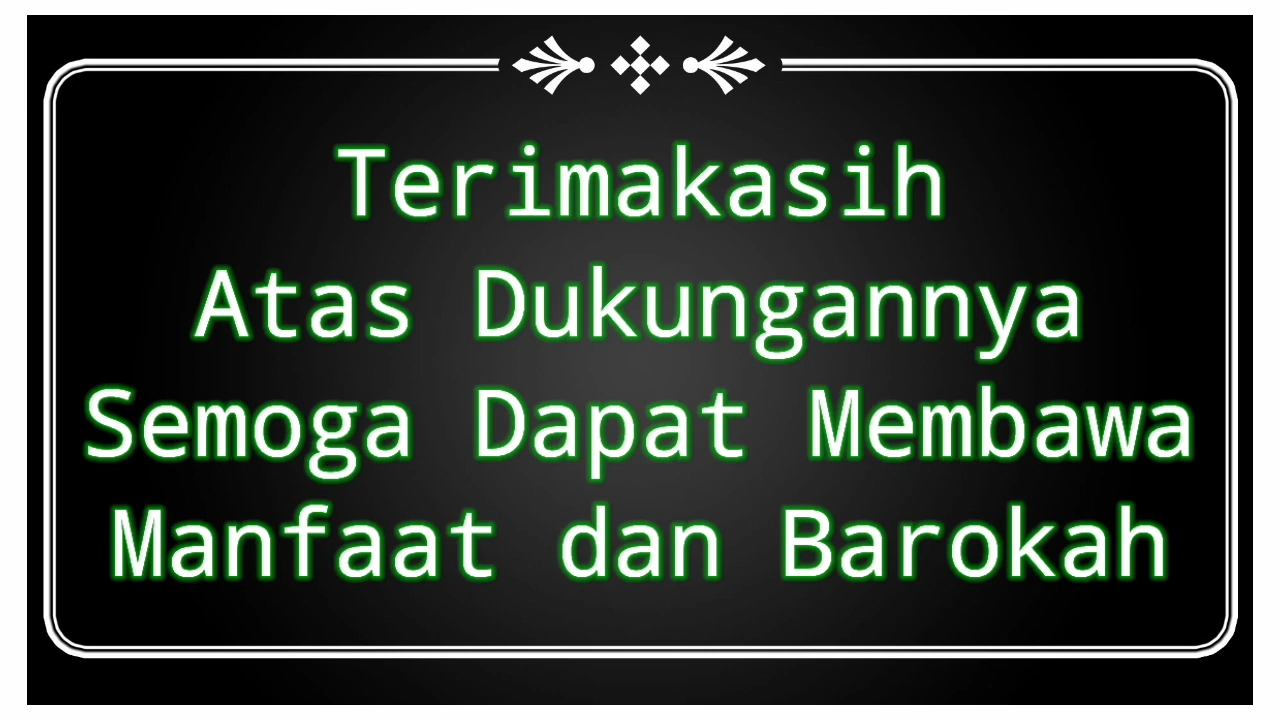 Terimakasih
Atas Dukungannya
Semoga Dapat Membawa
Manfaat dan Barokah